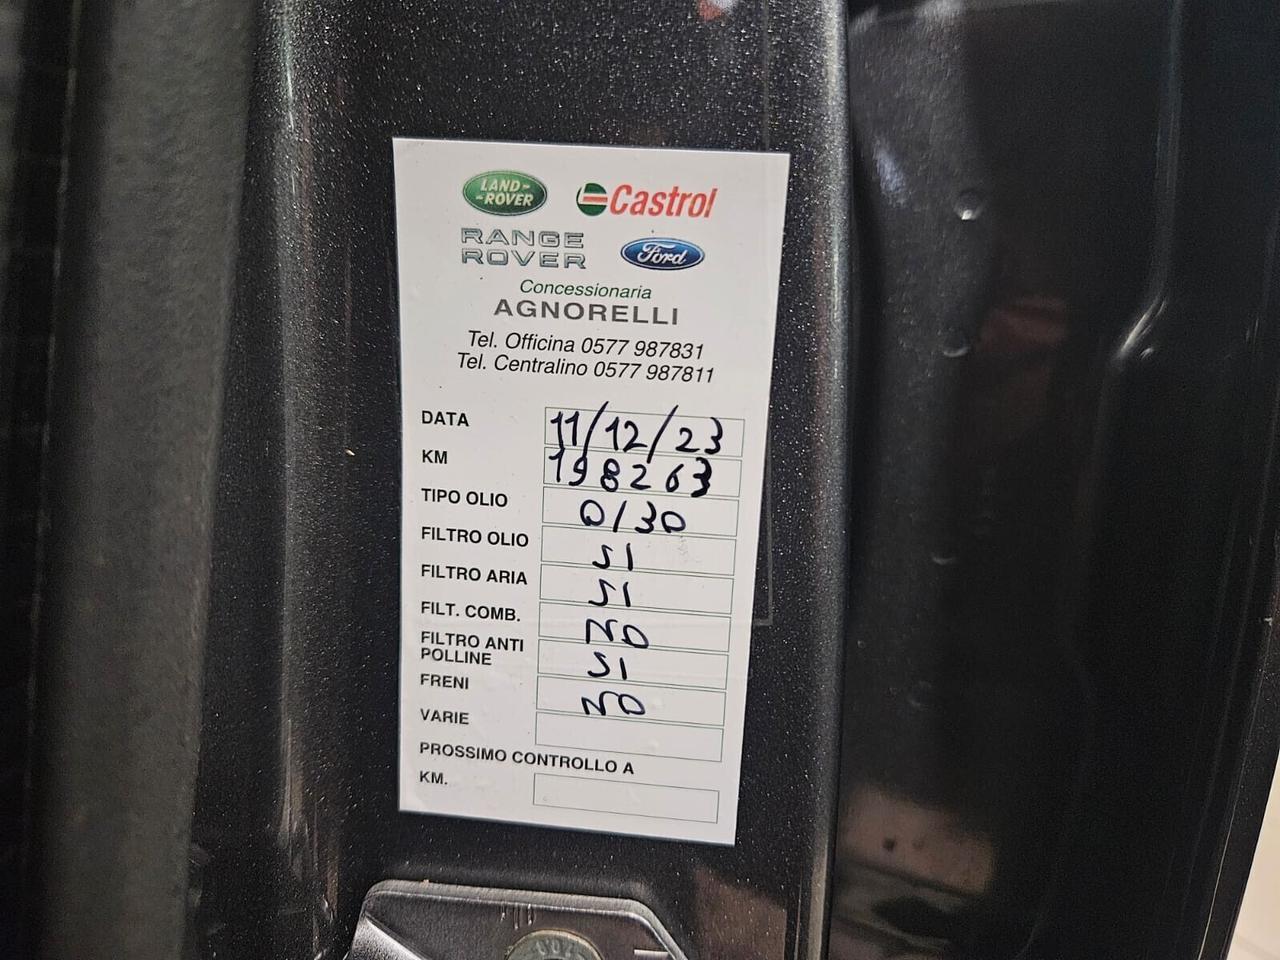 LAND-
-ROVER
Castrol
RANGE
ROVER
Ford
Concessionaria
AGNORELLI
Tel. Officina 0577 987831
Tel. Centralino 0577 987811
DATA 11/12/23
KM 198263
TIPO OLIO 0/30
FILTRO OLIO SI
FILTRO ARIA SI
FILT. COMB. NO
FILTRO ANTI
POLLINE SI
FRENI NO
VARIE
PROSSIMO CONTROLLO A
KM.